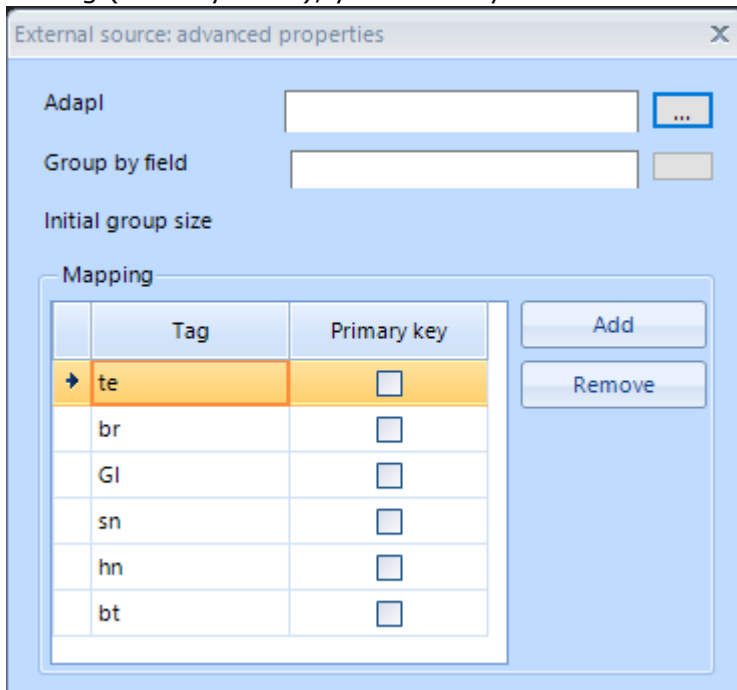 External source: advanced properties
Adapl
...
Group by field
Initial group size
Mapping
Tag Primary key Add
te Remove
br
Gl
sn
hn
bt